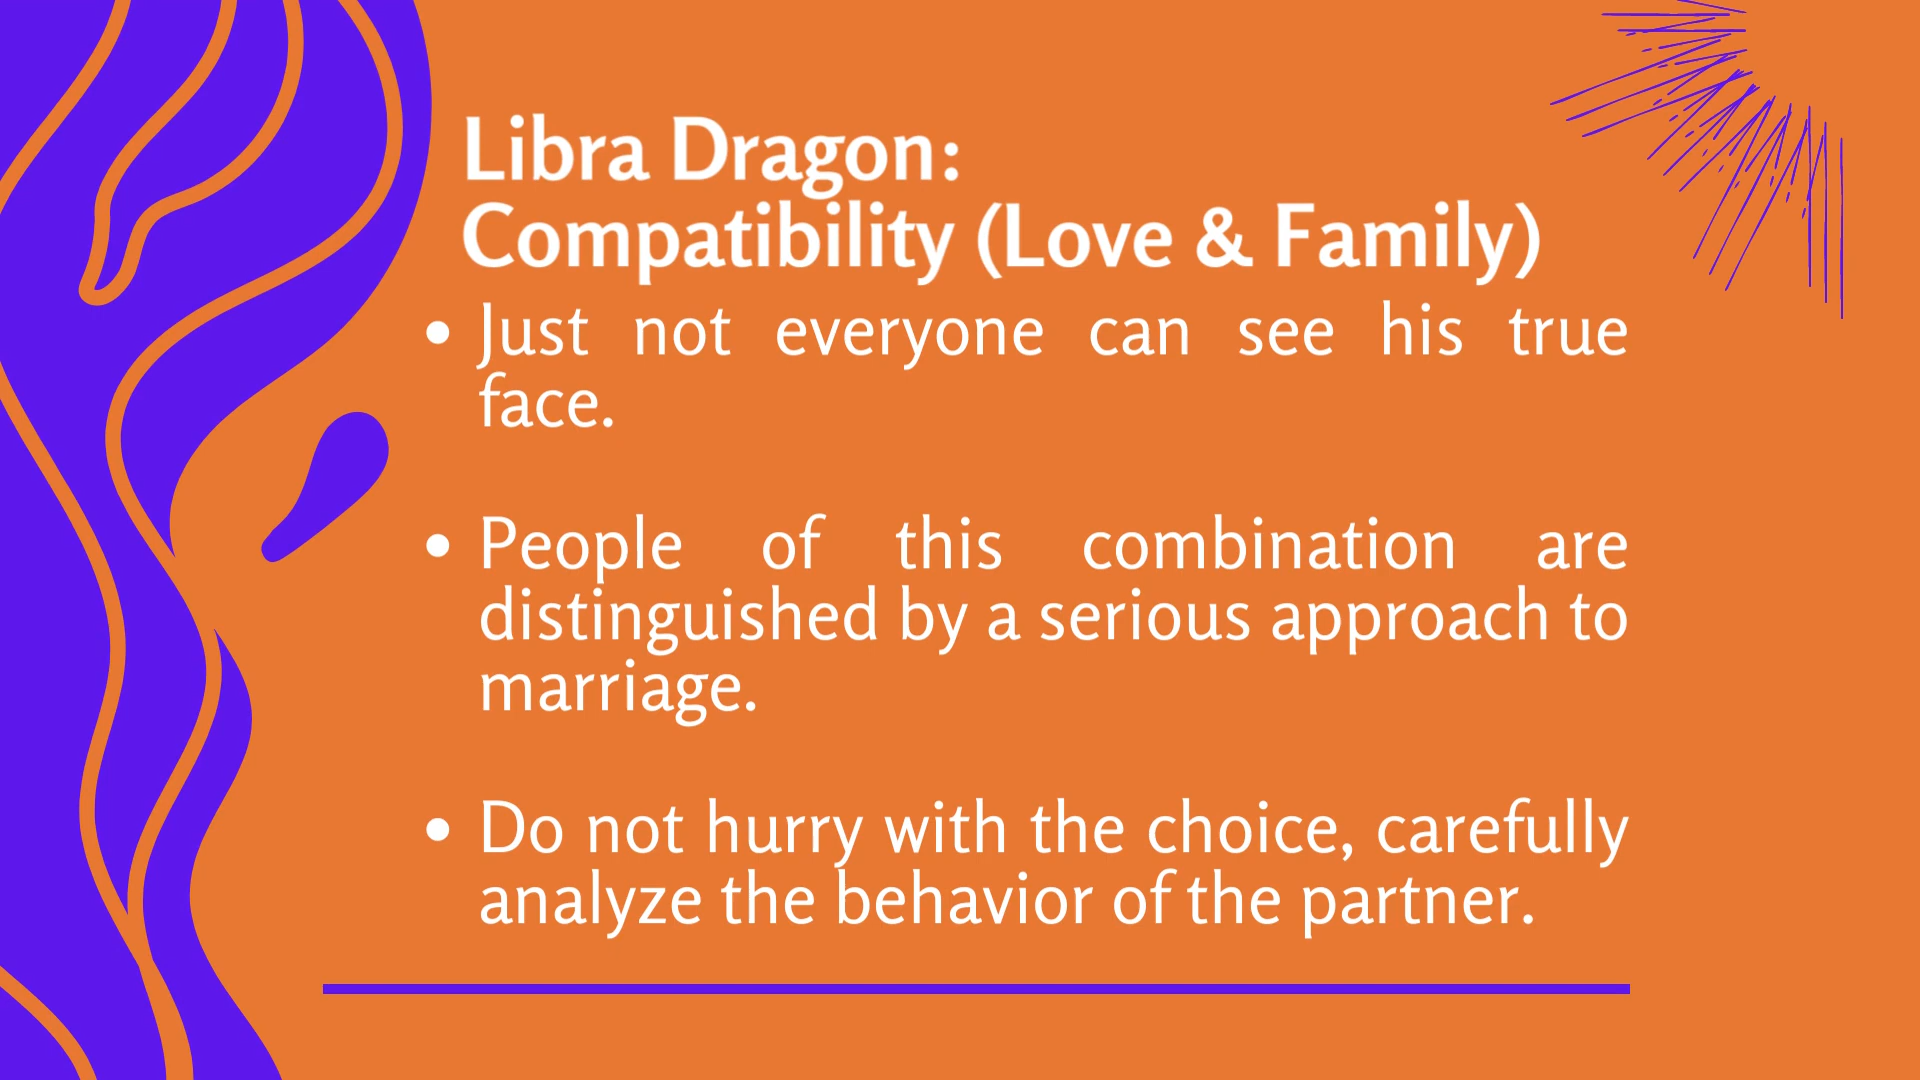 Libra Dragon:
Compatibility (Love & Family)
• Just not everyone can see his true
face.
• People of this combination are
distinguished by a serious approach to
marriage.
• Do not hurry with the choice, carefully
analyze the behavior of the partner.